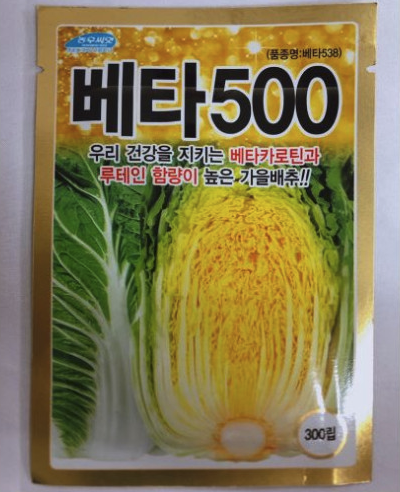 (품종명:베타538)
베타500
우리 건강을 지키는 베타카로틴과
루테인 함량이 높은 가을배추!!
300립